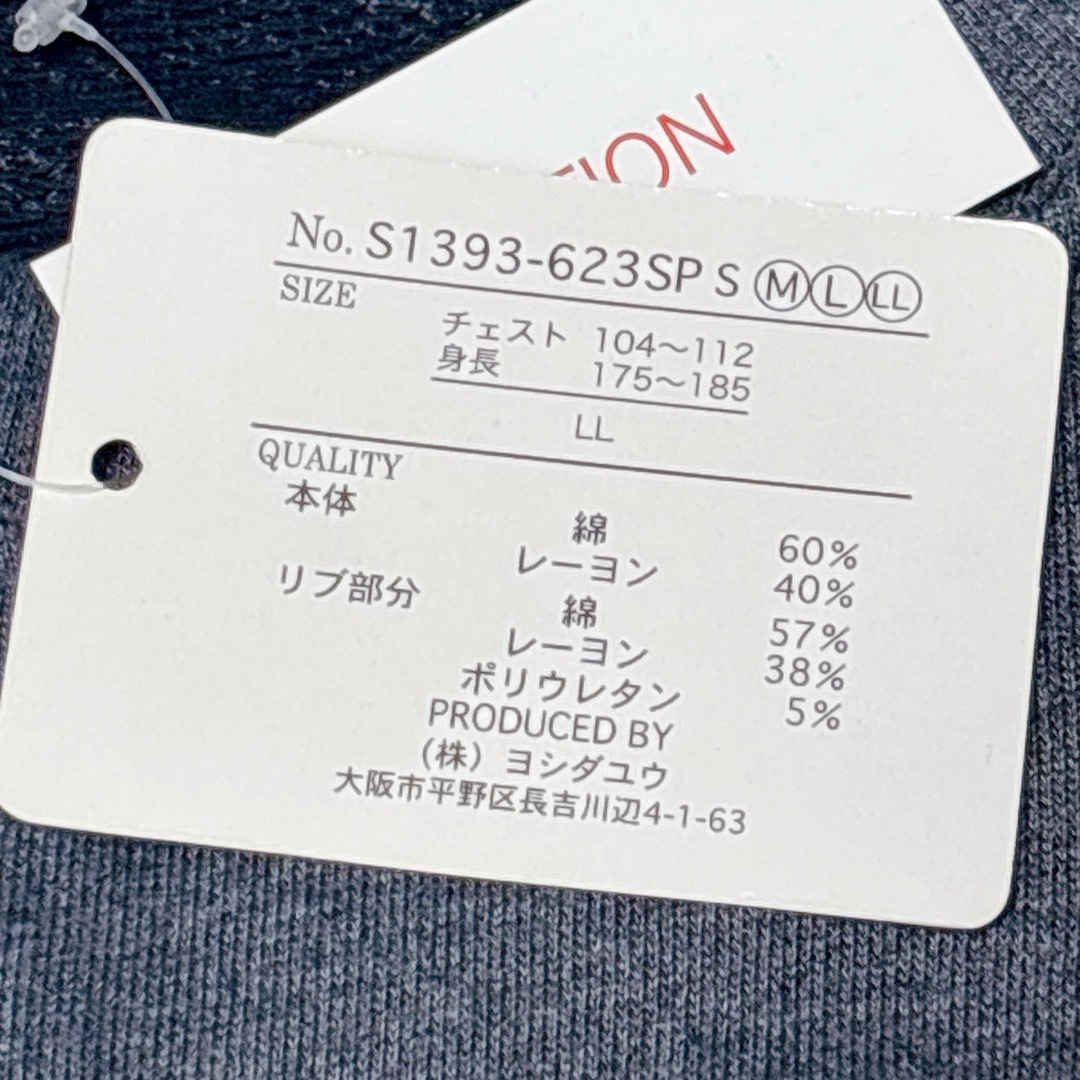 TION
No. S1393-623SP S Ⓜ Ⓛ ⓁⓁ
SIZE
チェスト 104～112
身長 175～185
LL
QUALITY
本体
綿 60%
レーヨン 40%
リブ部分
綿 57%
レーヨン 38%
ポリウレタン 5%
PRODUCED BY
(株) ヨシダユウ
大阪市平野区長吉川辺4-1-63